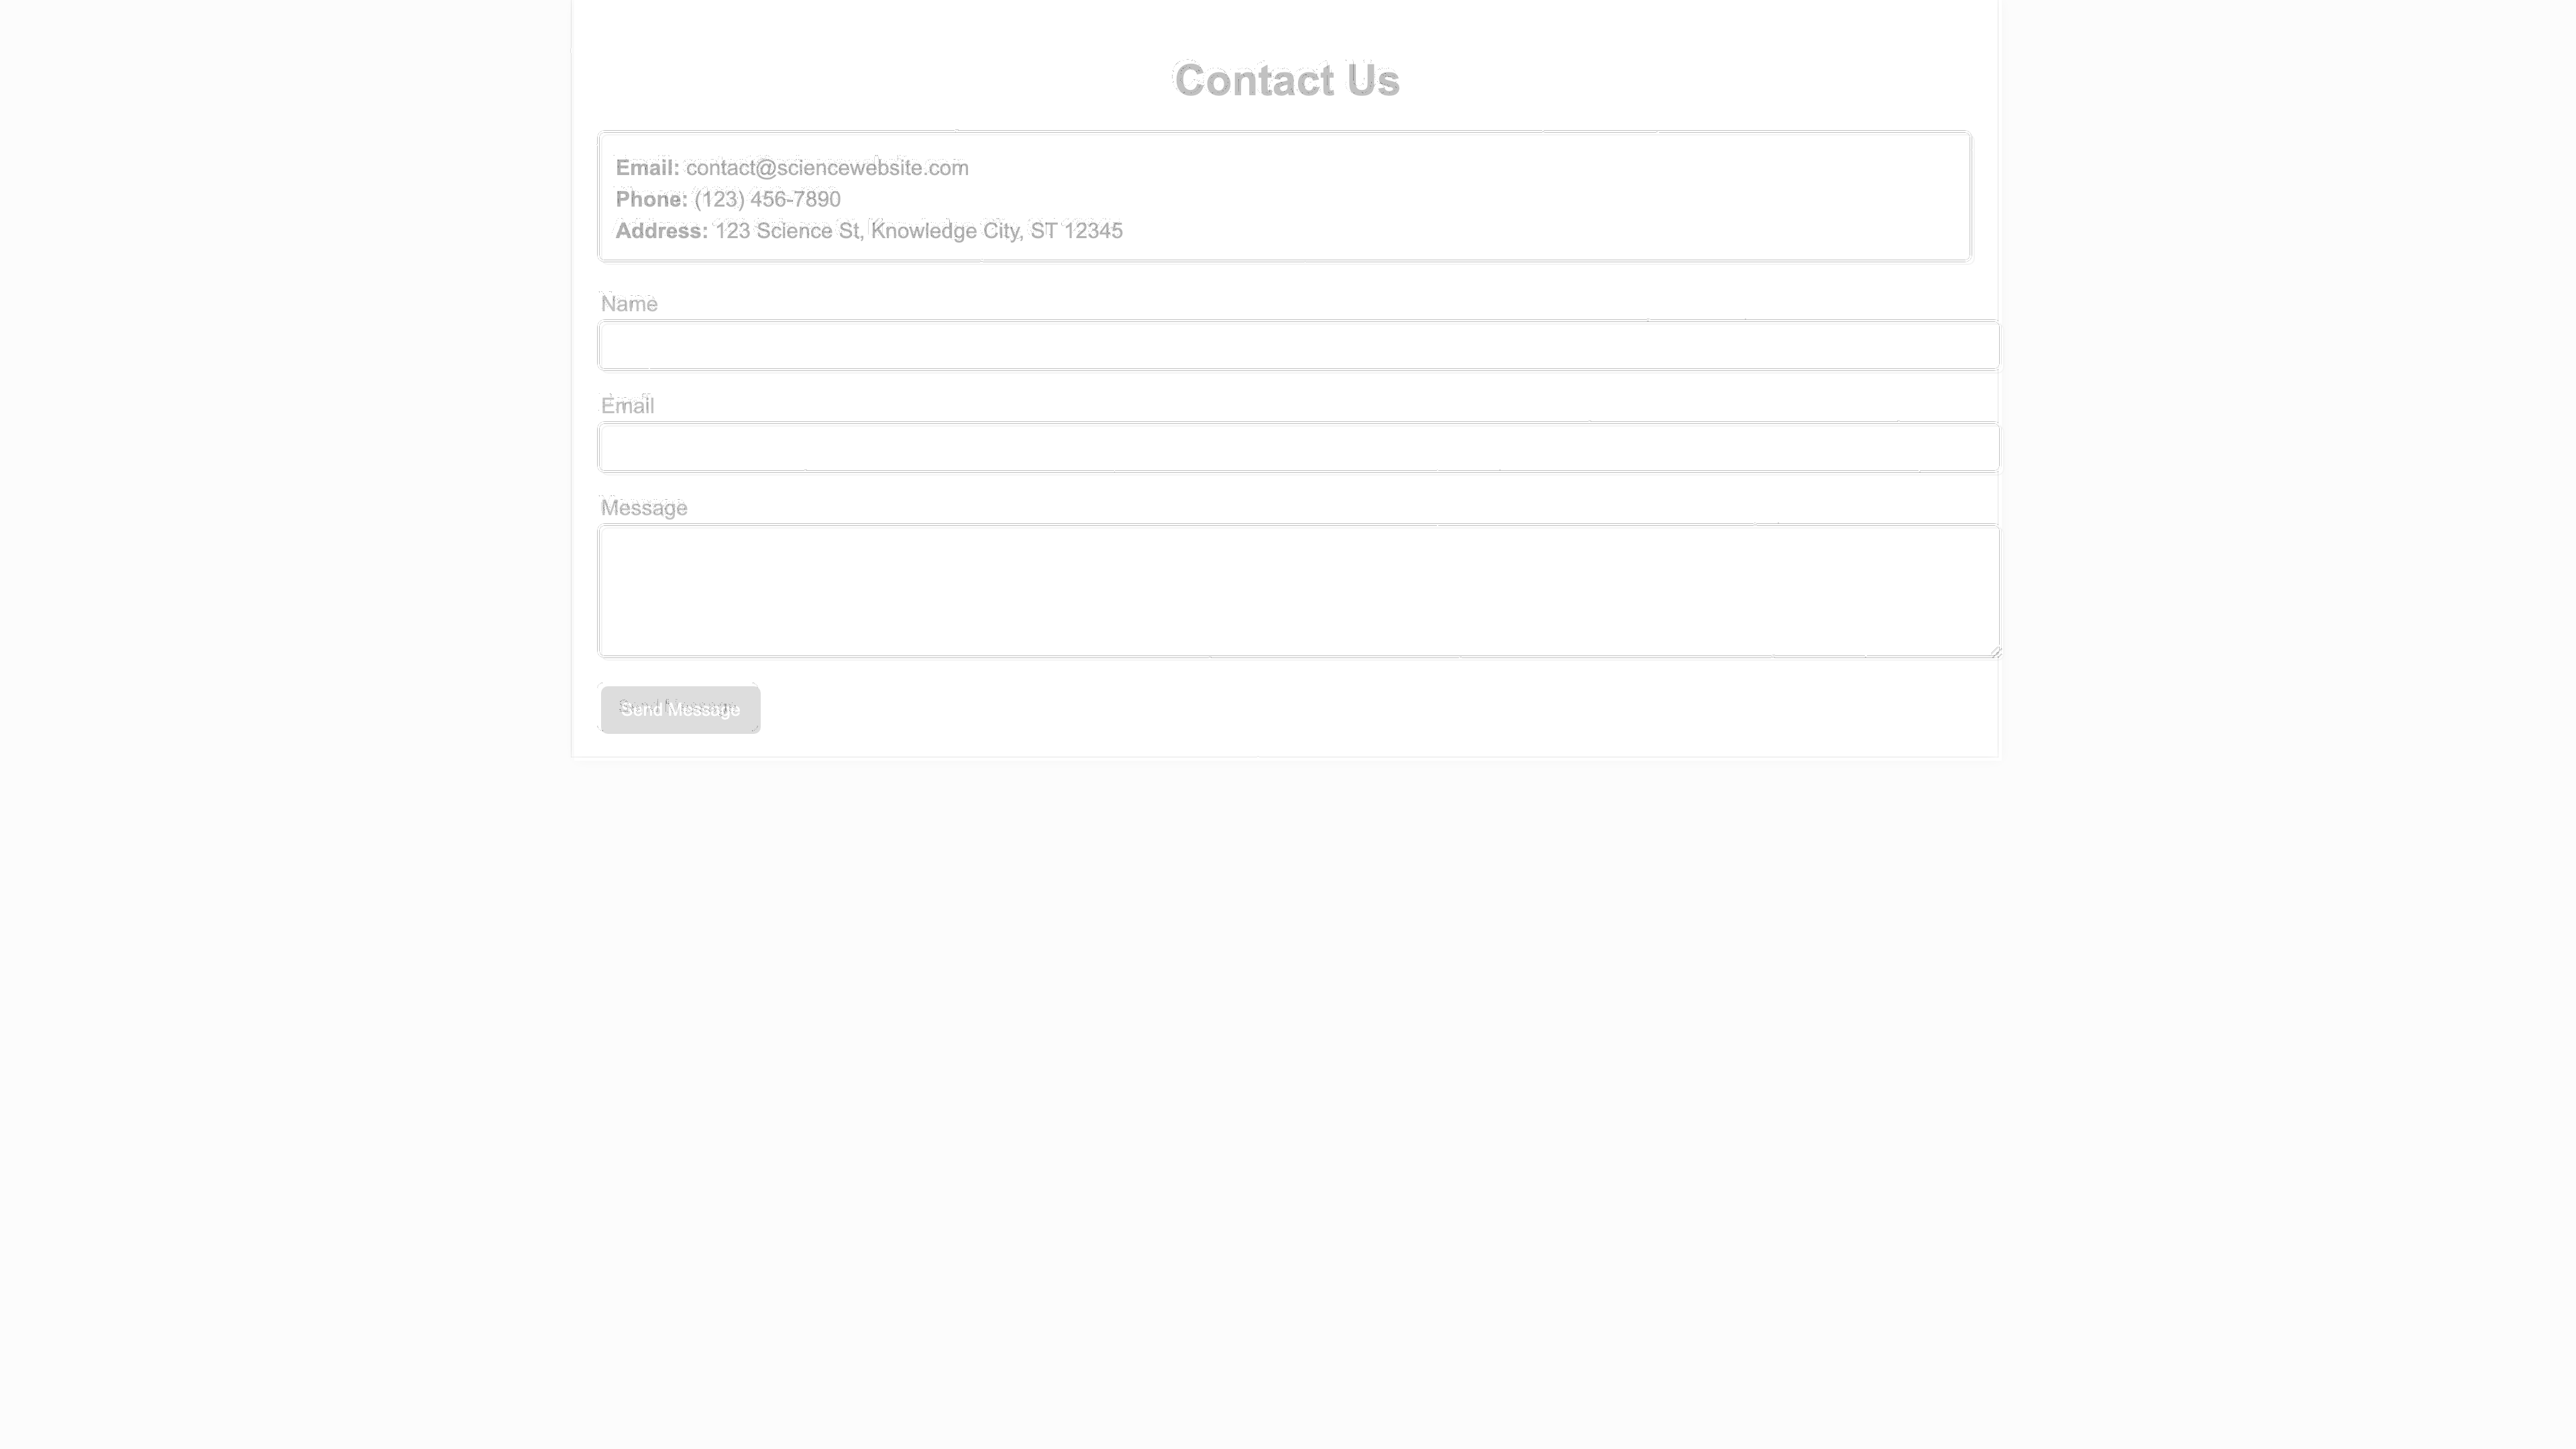 Contact Us
Email: contact@sciencewebsite.com
Phone: (123) 456-7890
Address: 123 Science St, Knowledge City, ST 12345
Name
Email
Message
Send Message